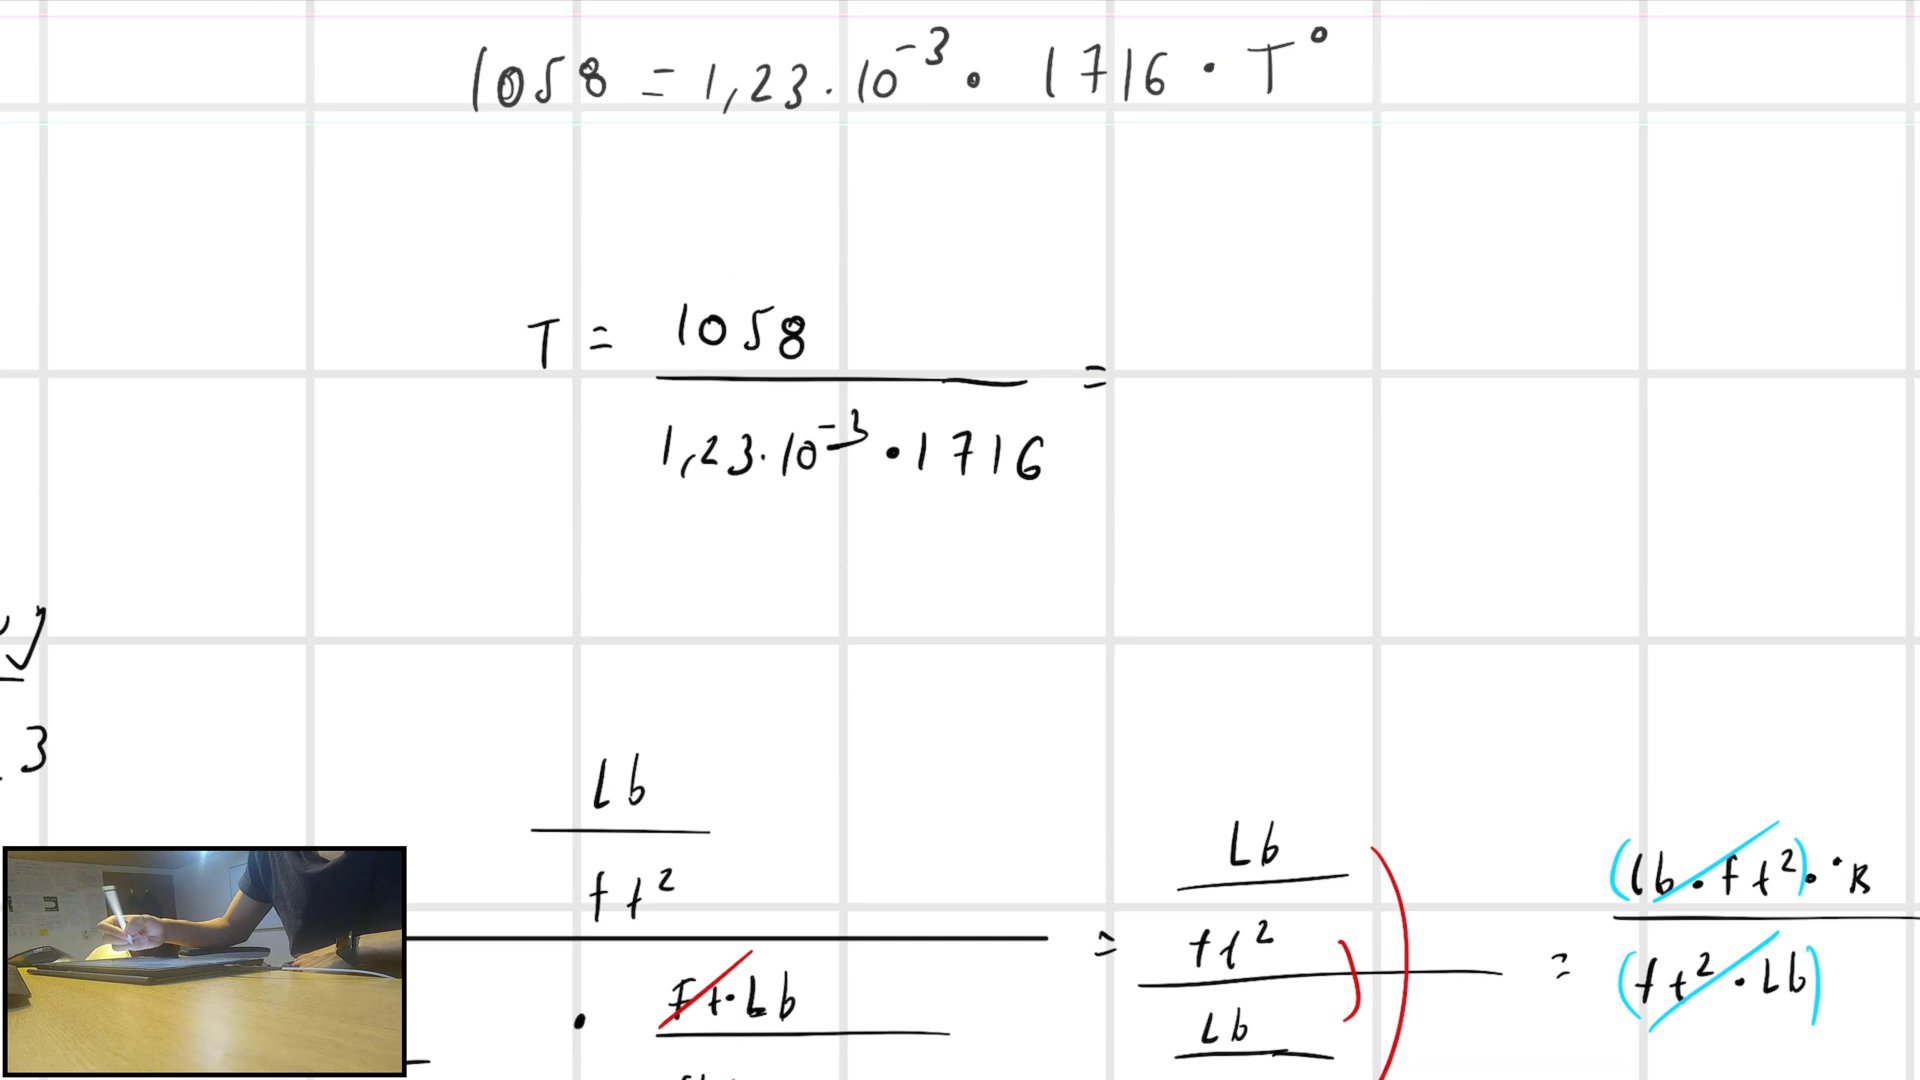 1058 = 1,23.10⁻³ • 1716 • T°
T = 1058 =
1,23.10⁻³ • 1716
3
Lb
ft²
• Ft.Lb
= Lb
ft²
Lb
= (lb.ft²).°R
(ft².Lb)